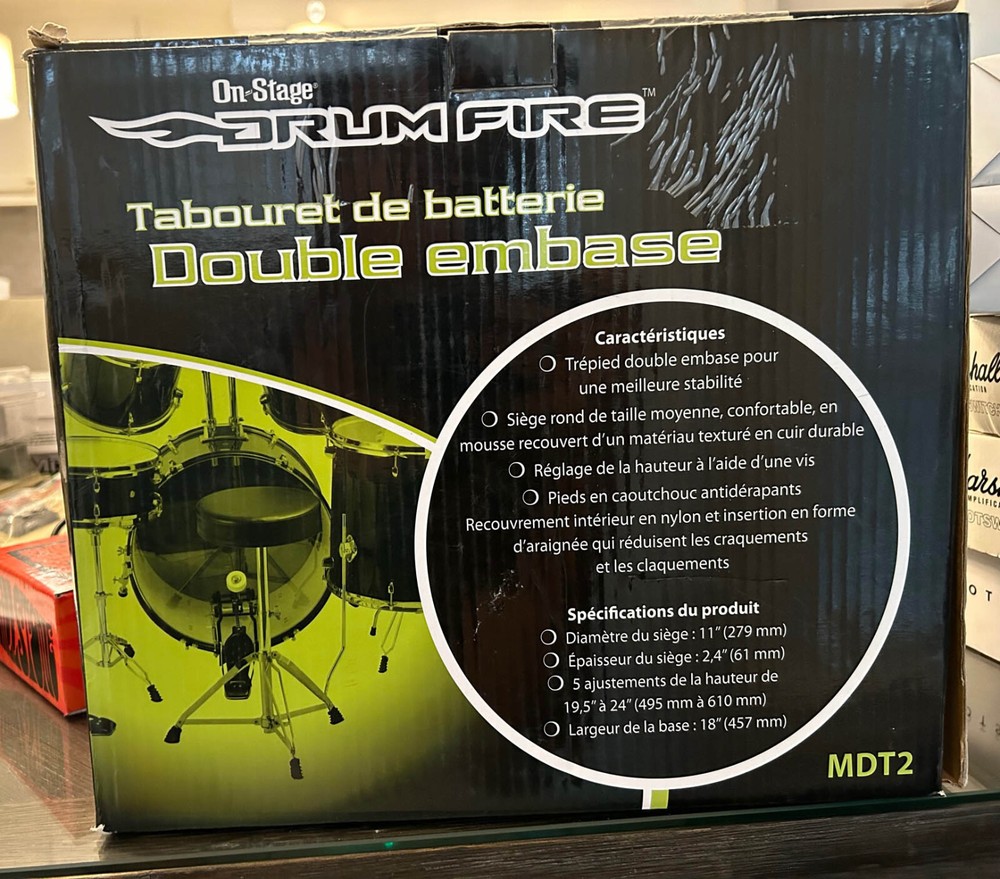 On-Stage®
DRUM FIRE™
Tabouret de batterie
Double embase
Caractéristiques
❍ Trépied double embase pour
une meilleure stabilité
❍ Siège rond de taille moyenne, confortable, en
mousse recouvert d'un matériau texturé en cuir durable
❍ Réglage de la hauteur à l'aide d'une vis
❍ Pieds en caoutchouc antidérapants
Recouvrement intérieur en nylon et insertion en forme
d'araignée qui réduisent les craquements
et les claquements
Spécifications du produit
❍ Diamètre du siège : 11" (279 mm)
❍ Épaisseur du siège : 2,4" (61 mm)
❍ 5 ajustements de la hauteur de
19,5" à 24" (495 mm à 610 mm)
❍ Largeur de la base : 18" (457 mm)
MDT2